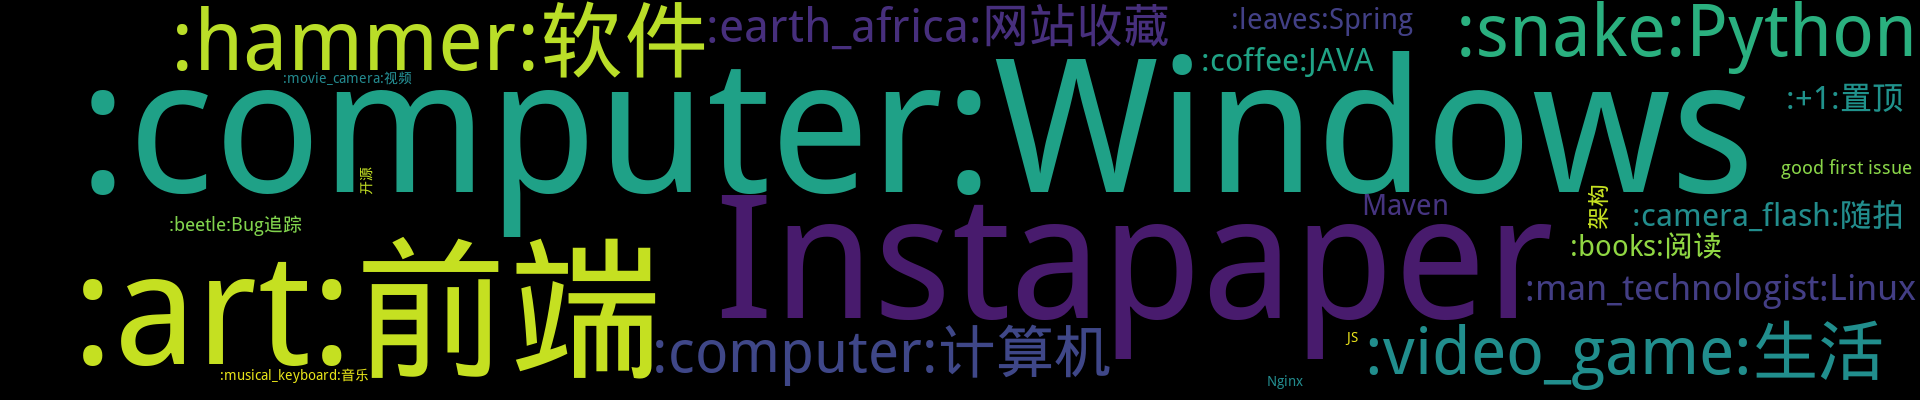 :hammer:软件
:earth_africa:网站收藏
:leaves:Spring
:snake:Python
:coffee:JAVA
:movie_camera:视频
:computer:Windows
:+1:置顶
开源
good first issue
:beetle:Bug追踪
Instapaper
Maven
架构
:camera_flash:随拍
:books:阅读
:art:前端
:man_technologist:Linux
:computer:计算机
JS
:video_game:生活
:musical_keyboard:音乐
Nginx